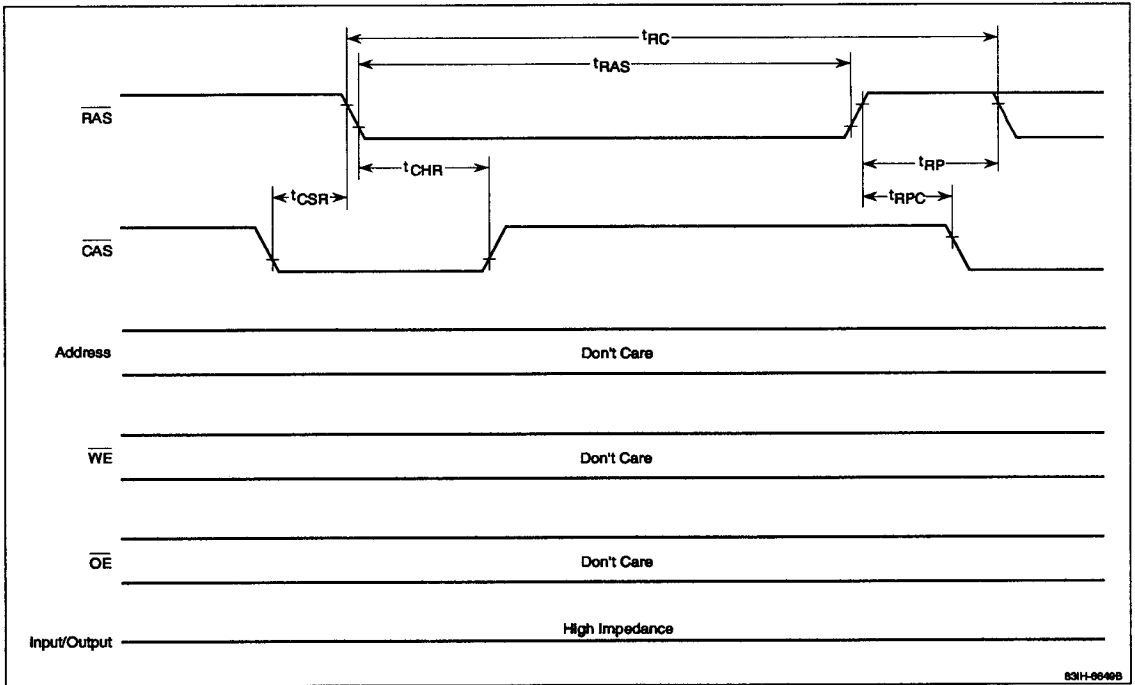 tRC
tRAS
RAS
tCHR
tRP
tCSR
tRPC
CAS
Address
Don't Care
WE
Don't Care
OE
Don't Care
High Impedance
Input/Output
83IH-6649B